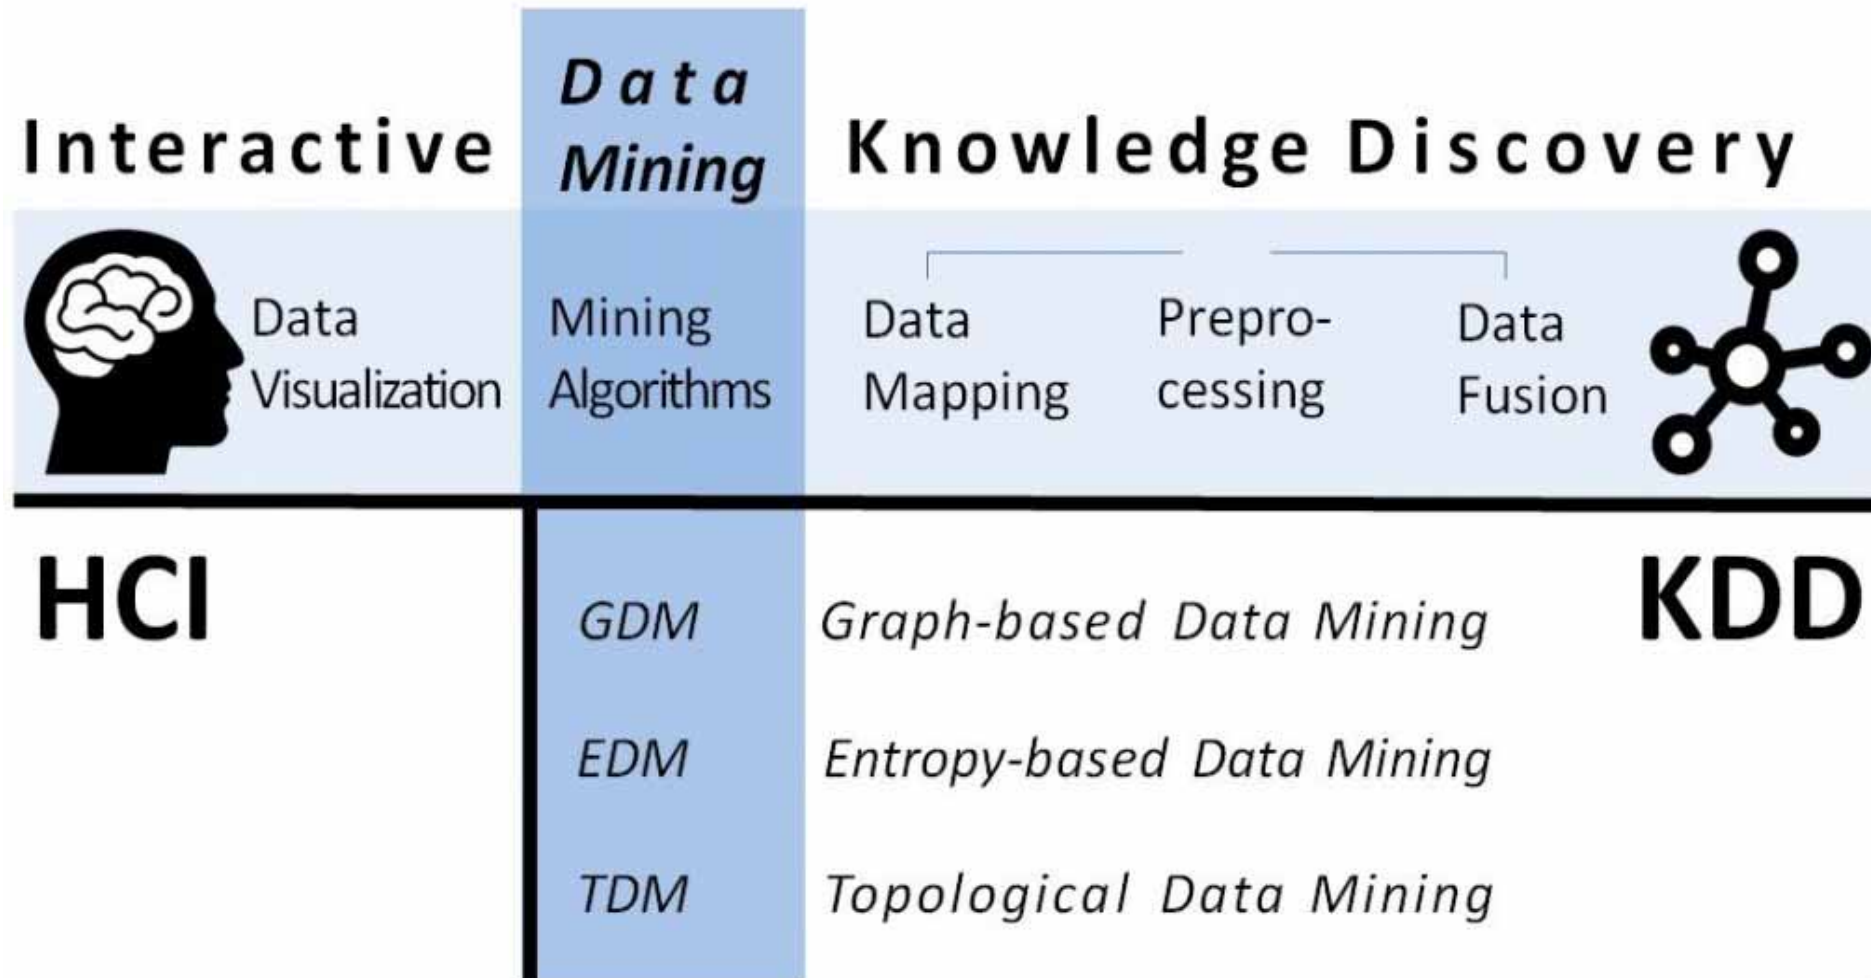 Data
Interactive Mining Knowledge Discovery
Data Mining Data Prepro- Data
Visualization Algorithms Mapping cessing Fusion
HCI KDD
GDM Graph-based Data Mining
EDM Entropy-based Data Mining
TDM Topological Data Mining